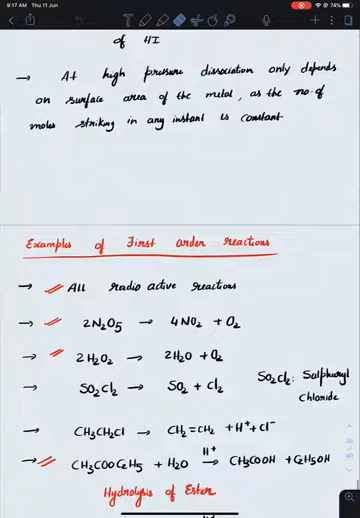 9:17 AM Thu 11 Jun
74%
of HI
→ At high pressure dissociation only depends
on surface area of the metal, as the no. of
moles striking in any instant is constant.
Examples of First order reactions
→ All radio active reactions
→ 2N2O5 → 4NO2 + O2
→ 2H2O2 → 2H2O + O2
→ SO2Cl2 → SO2 + Cl2 SO2Cl2: Sulphuryl
chloride
→ CH3CH2Cl → CH2=CH2 + H+ + Cl-
H+
→ CH3COOC2H5 + H2O → CH3COOH + C2H5OH
Hydrolysis of Ester